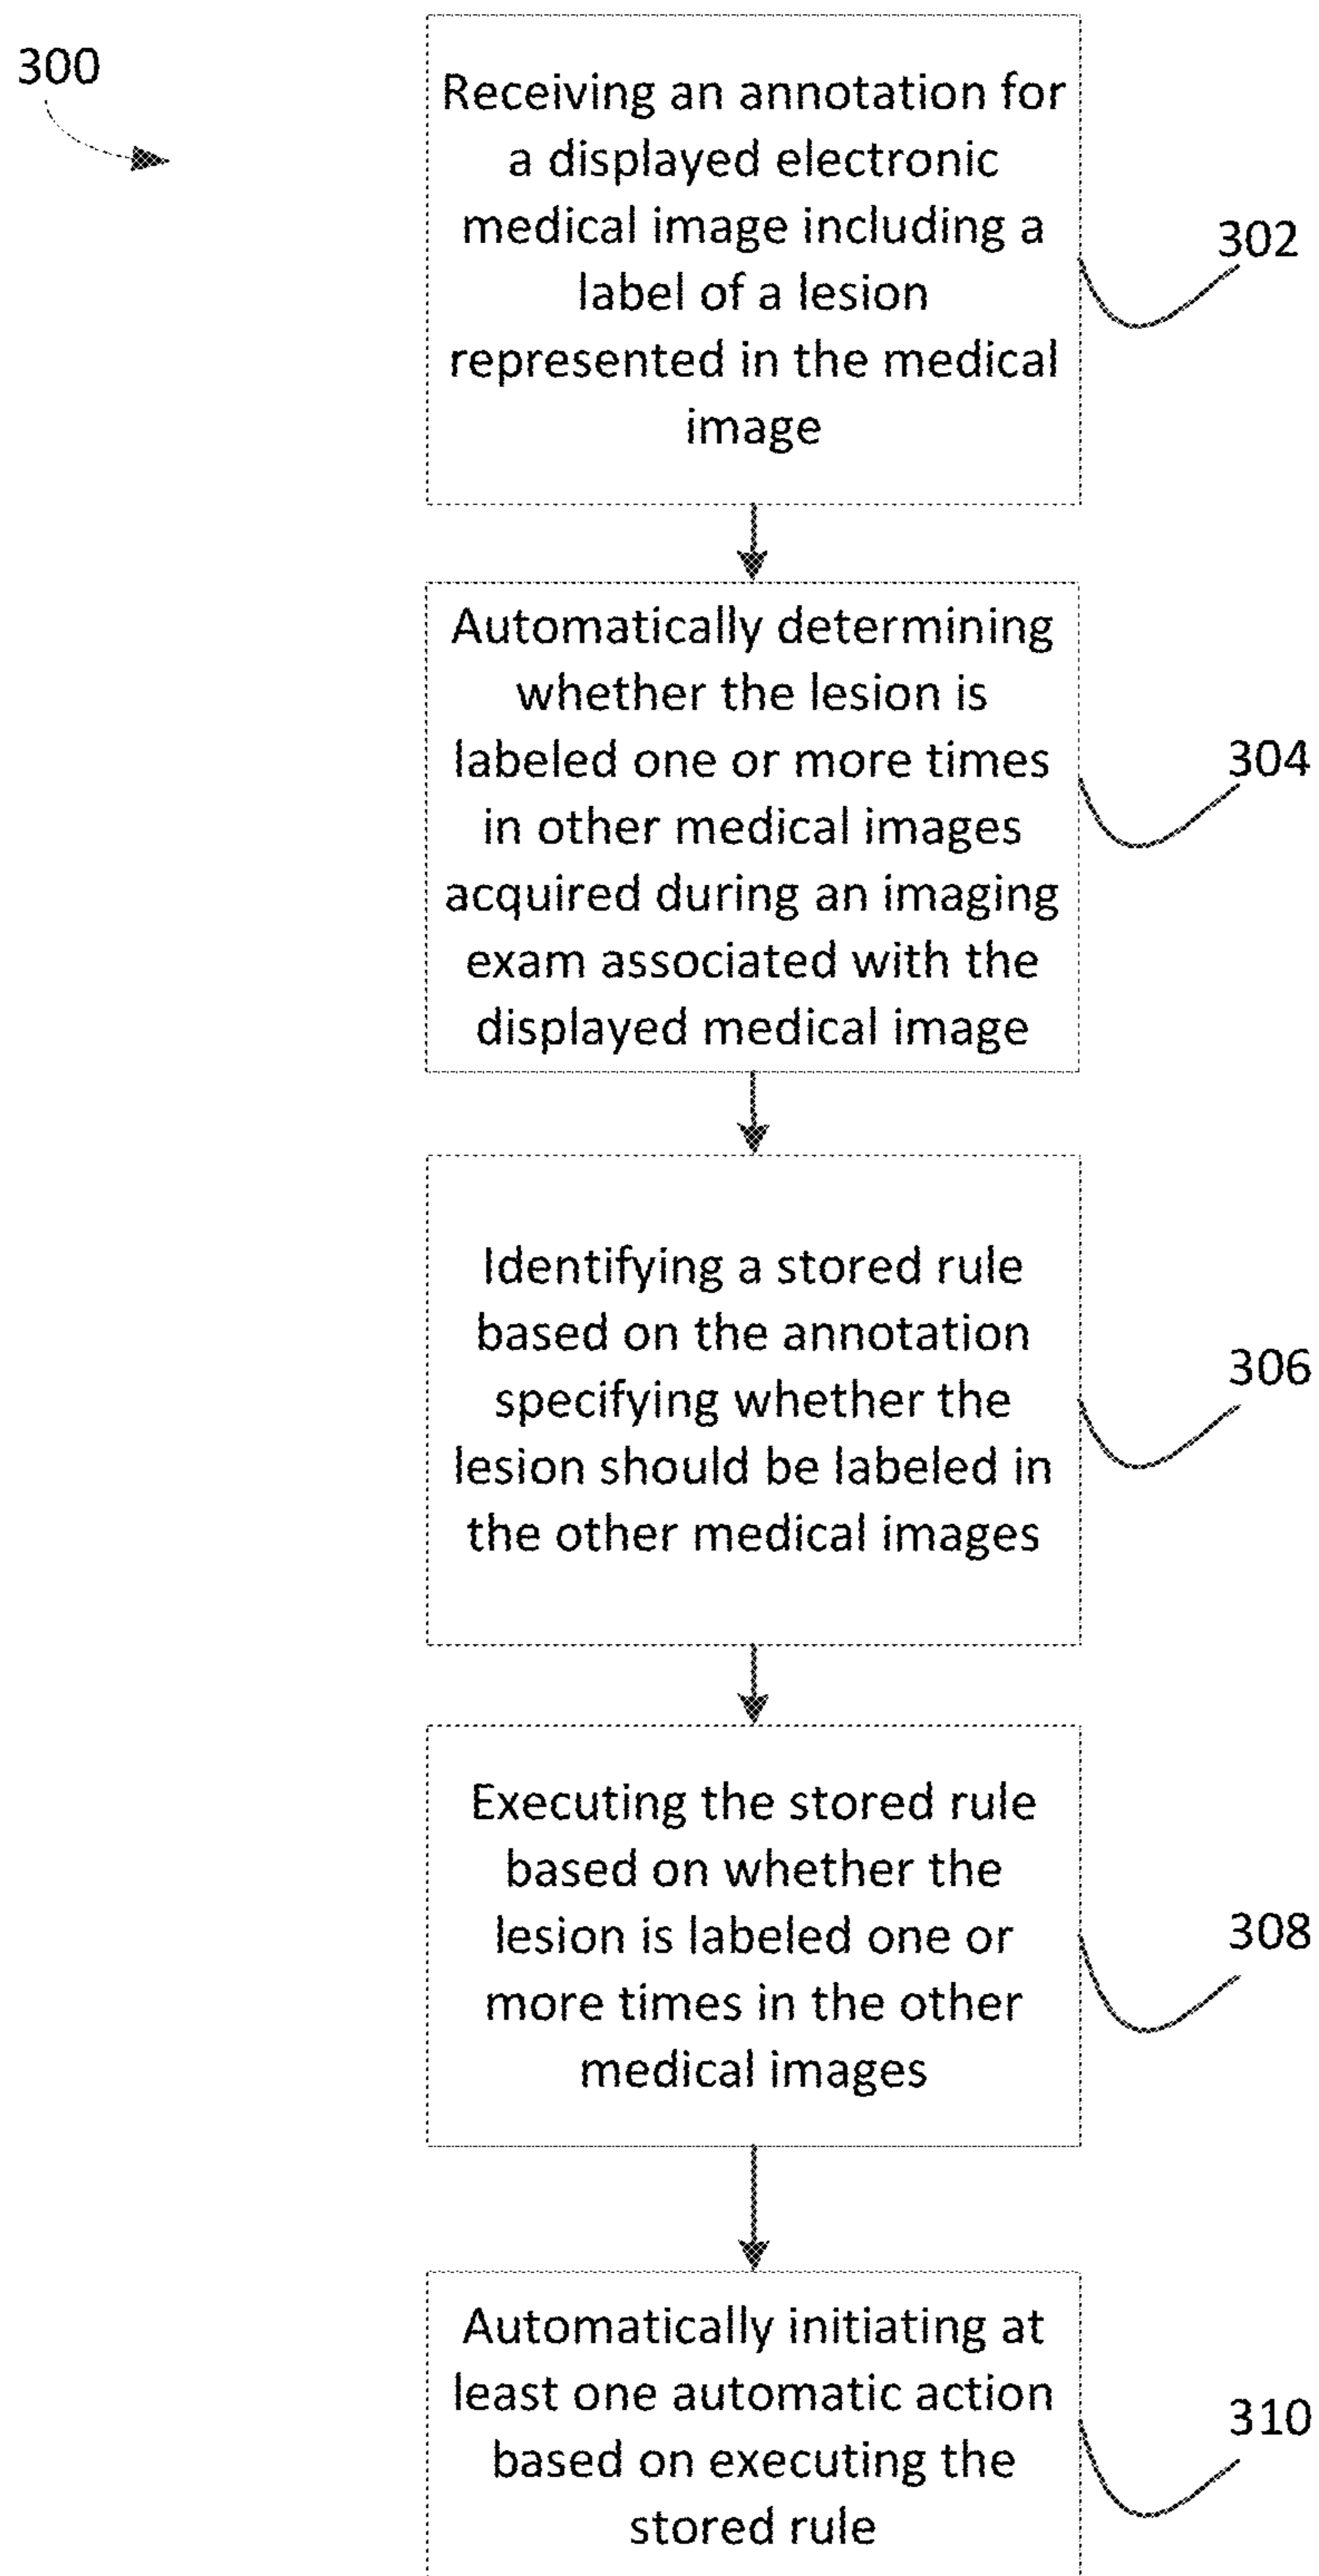 300
Receiving an annotation for
a displayed electronic
medical image including a
label of a lesion
represented in the medical
image
302
Automatically determining
whether the lesion is
labeled one or more times
in other medical images
acquired during an imaging
exam associated with the
displayed medical image
304
Identifying a stored rule
based on the annotation
specifying whether the
lesion should be labeled in
the other medical images
306
Executing the stored rule
based on whether the
lesion is labeled one or
more times in the other
medical images
308
Automatically initiating at
least one automatic action
based on executing the
stored rule
310